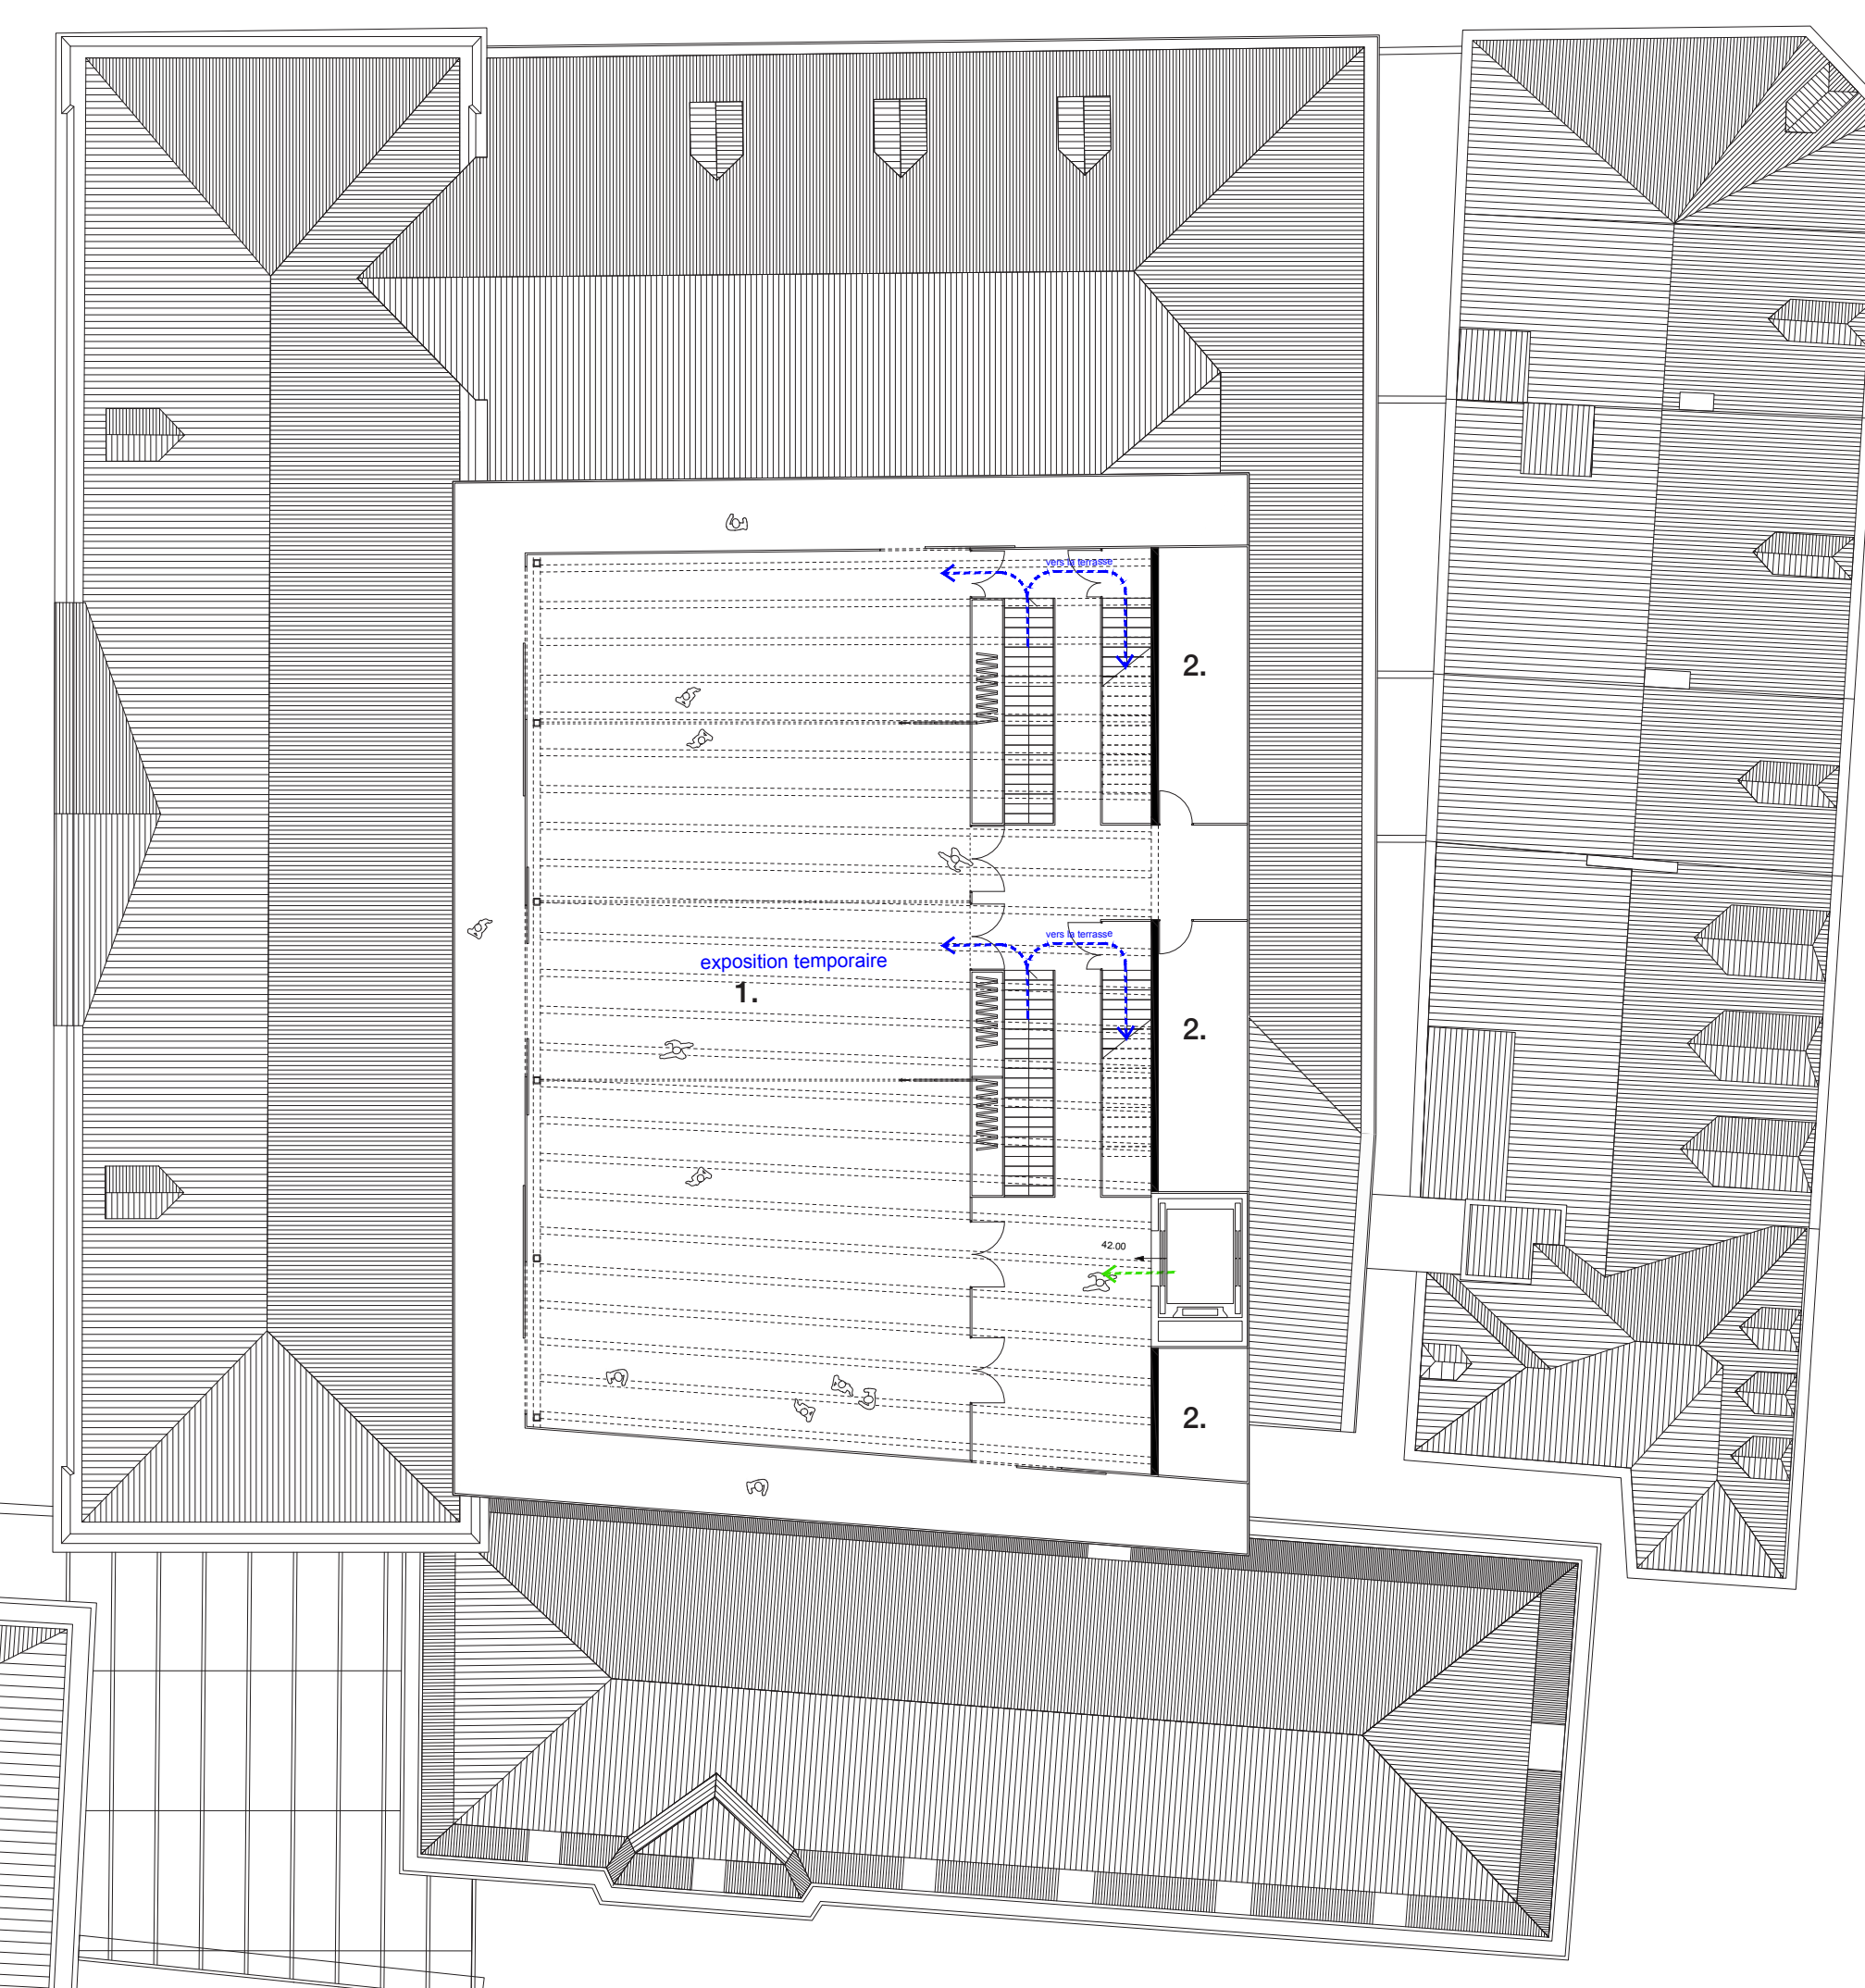 vers la terrasse
2.
vers la terrasse
exposition temporaire
1.
2.
42.00
2.